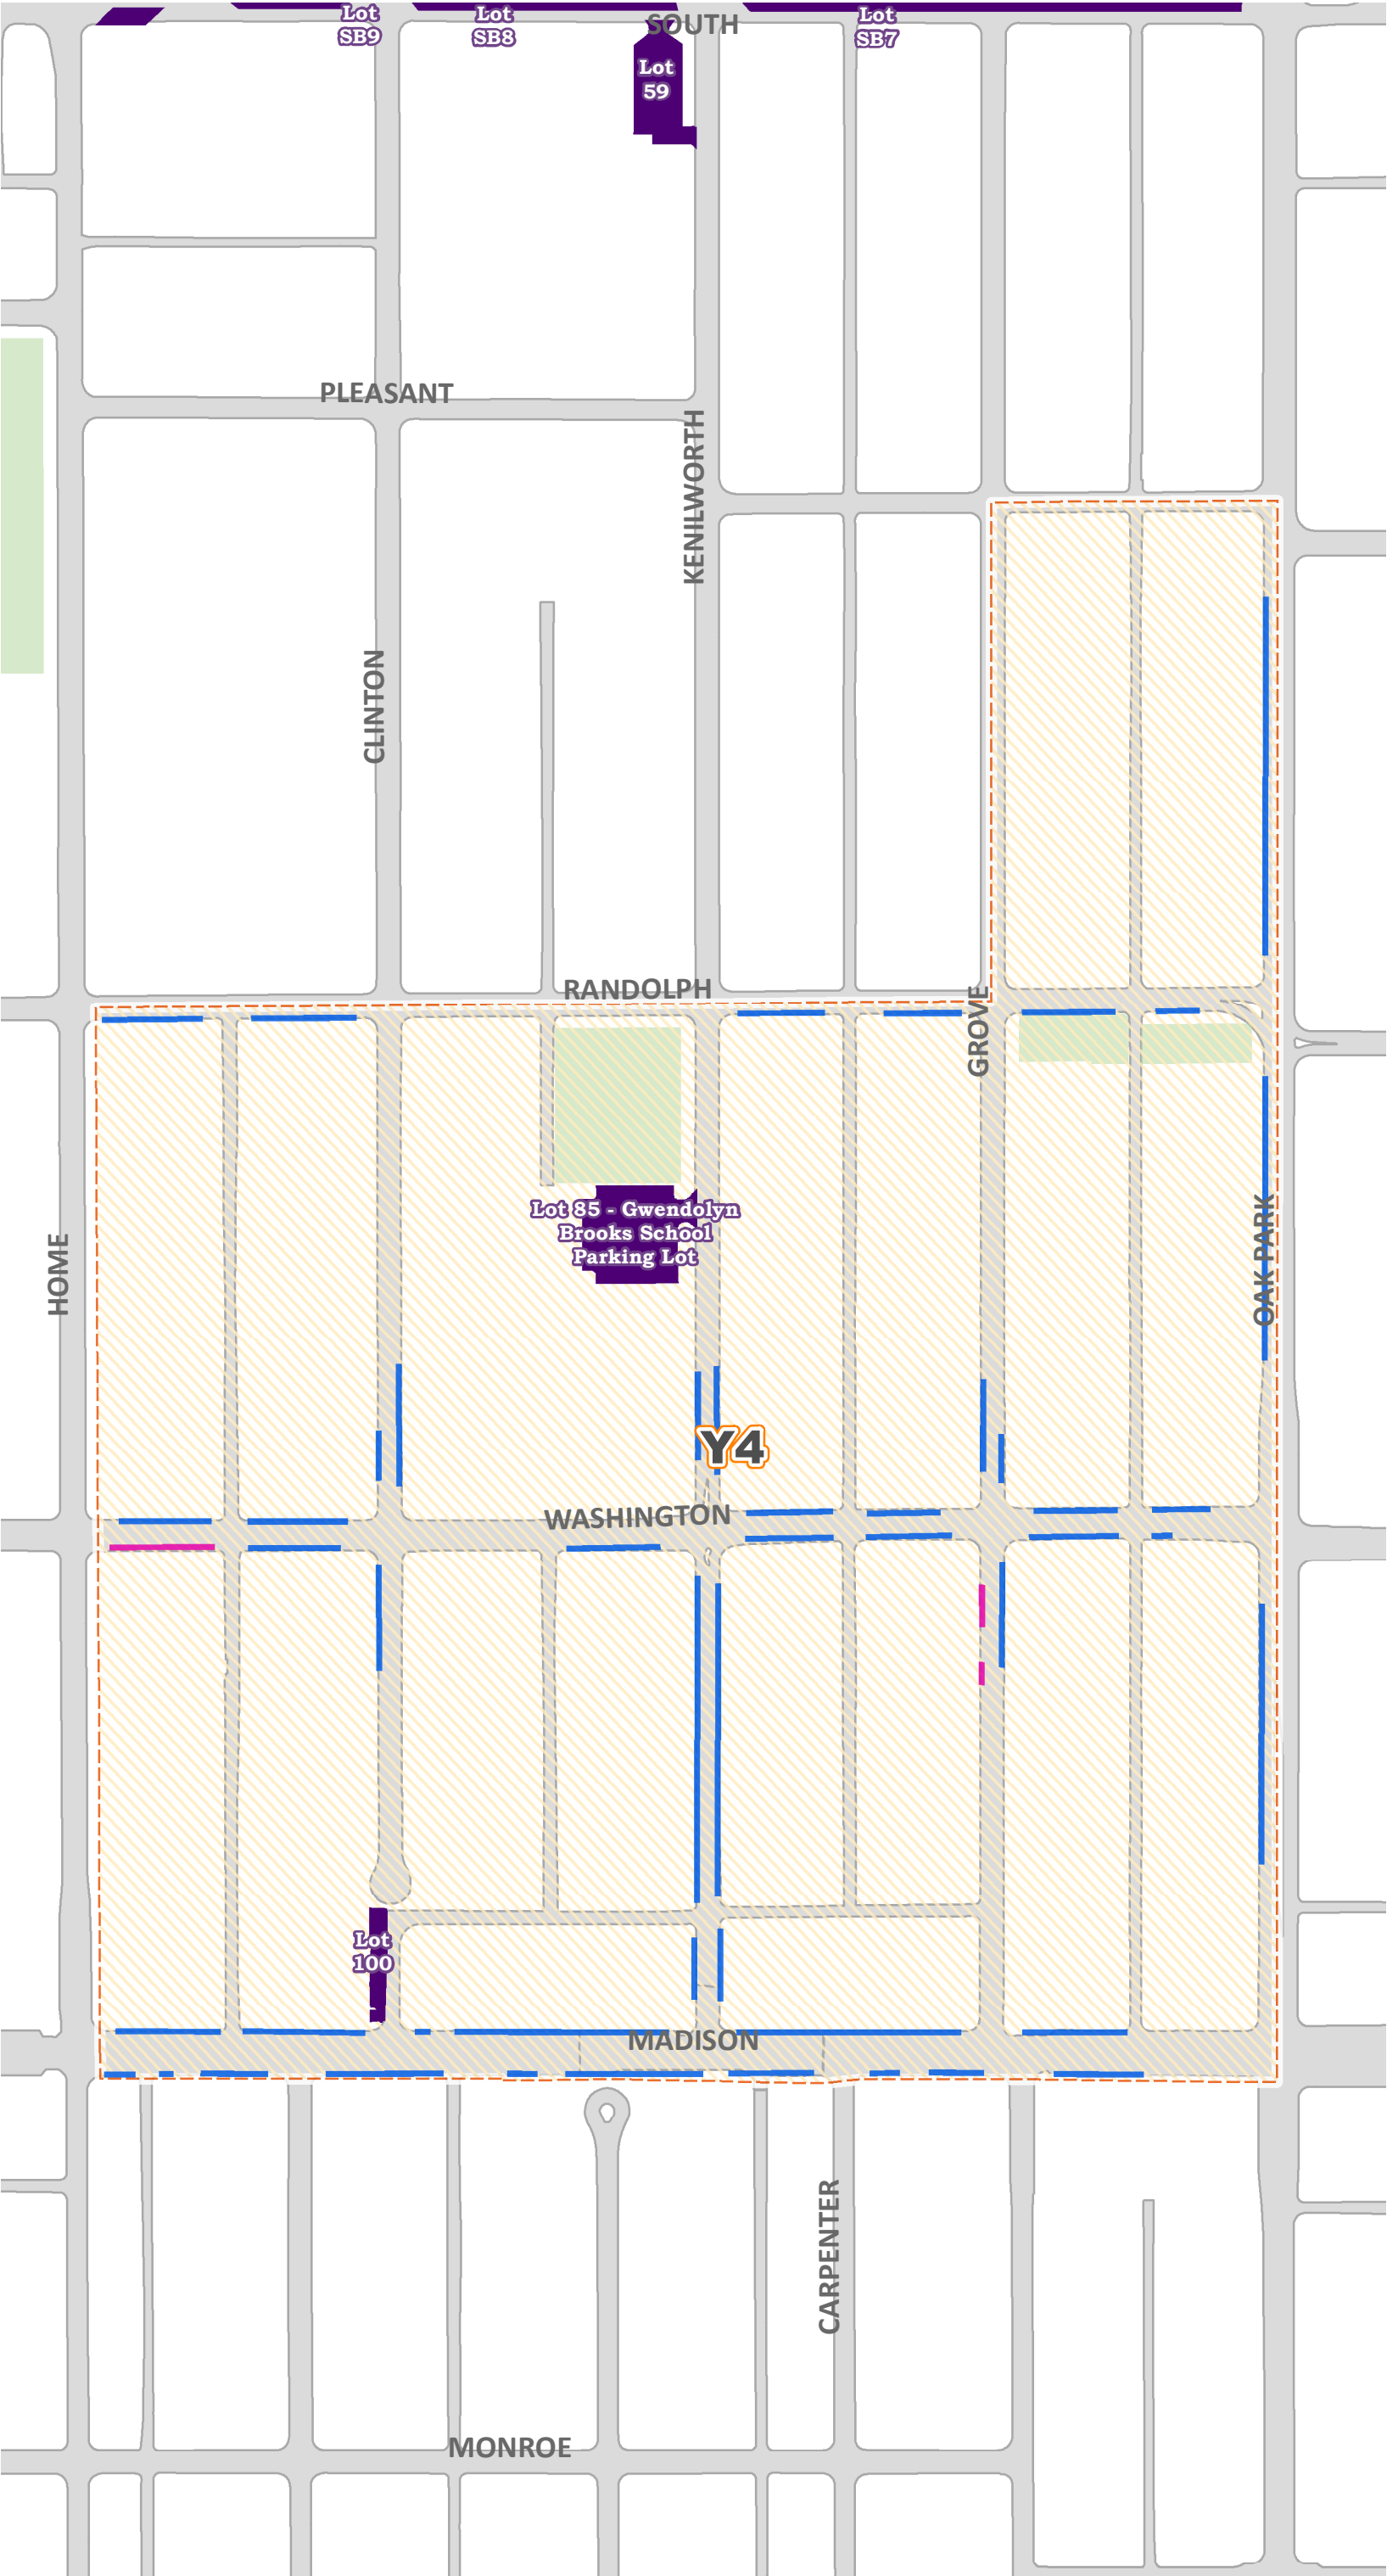 Lot
SB9
Lot
SB8
SOUTH
Lot
SB7
Lot
59
PLEASANT
KENILWORTH
CLINTON
RANDOLPH
GROVE
Lot 85 - Gwendolyn
Brooks School
Parking Lot
HOME
OAK PARK
Y4
WASHINGTON
Lot
100
MADISON
CARPENTER
MONROE